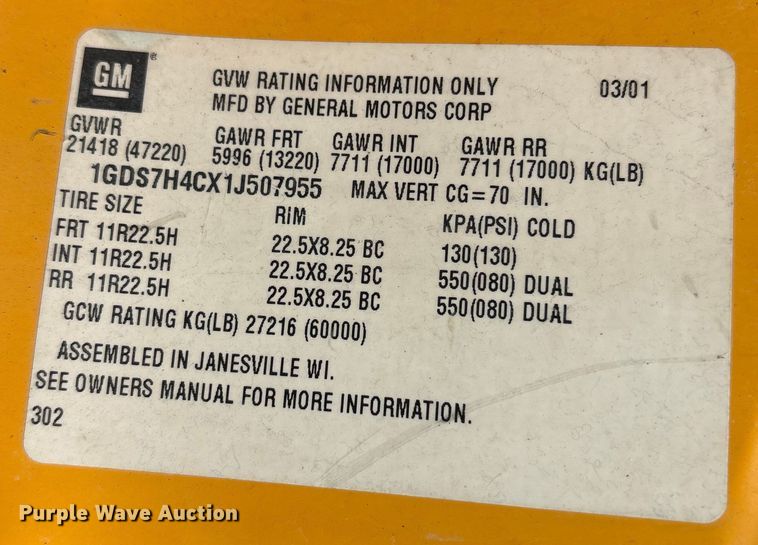 GM®
GVW RATING INFORMATION ONLY 03/01
MFD BY GENERAL MOTORS CORP
GVWR GAWR FRT GAWR INT GAWR RR
21418 (47220) 5996 (13220) 7711 (17000) 7711 (17000) KG(LB)
1GDS7H4CX1J507955 MAX VERT CG=70 IN.
TIRE SIZE RIM KPA(PSI) COLD
FRT 11R22.5H 22.5X8.25 BC 130(130)
INT 11R22.5H 22.5X8.25 BC 550(080) DUAL
RR 11R22.5H 22.5X8.25 BC 550(080) DUAL
GCW RATING KG(LB) 27216 (60000)
ASSEMBLED IN JANESVILLE WI.
SEE OWNERS MANUAL FOR MORE INFORMATION.
302
Purple Wave Auction